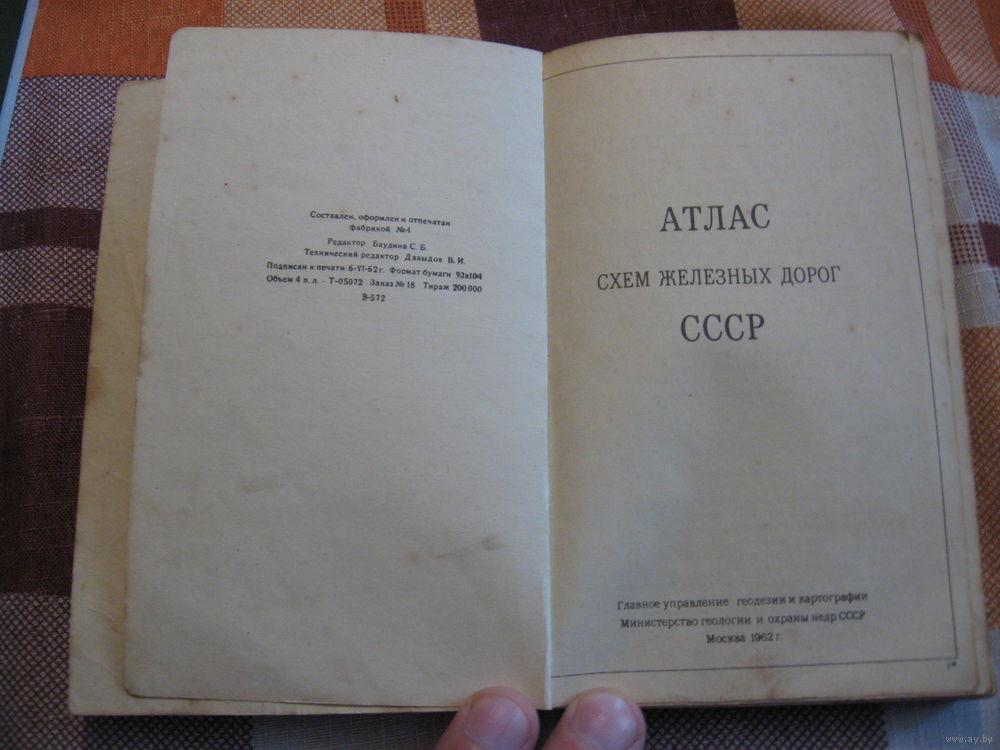 Составлен, оформлен и отпечатан
фабрикой №4
Редактор Баудина С. Б.
Технический редактор Давыдов В. И.
Подписан к печати 6-VI-62 г. Формат бумаги 93х104
Объем 4 п. л. - Т-05072 Заказ № 18 Тираж 200 000
В-572
АТЛАС
СХЕМ ЖЕЛЕЗНЫХ ДОРОГ
СССР
Главное управление геодезии и картографии
Министерство геологии и охраны недр СССР
Москва 1962 г.
www.ay.by